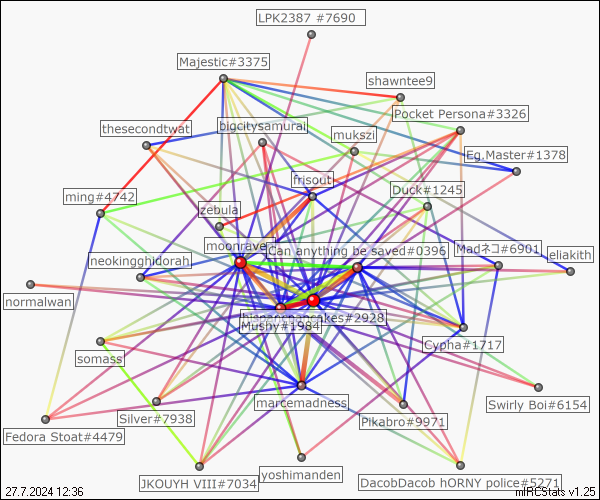 LPK2387 #7690
Majestic#3375
shawntee9
Pocket Persona#3326
thesecondtwat
bigcitysamurai
mukszi
Eg.Master#1378
frisout
Duck#1245
ming#4742
zebula
moonrave
Can anything be saved#0396
Madネコ#6901
neokingghidorah
eliakith
normalwan
pancakes#2928
Mushy#1984
Cypha#1717
somass
marcemadness
Swirly Boi#6154
Silver#7938
Pikabro#9971
Fedora Stoat#4479
yoshimanden
JKOUYH VIII#7034
DacobDacob hORNY police#5271
27.7.2024 12:36
mIRCStats v1.25